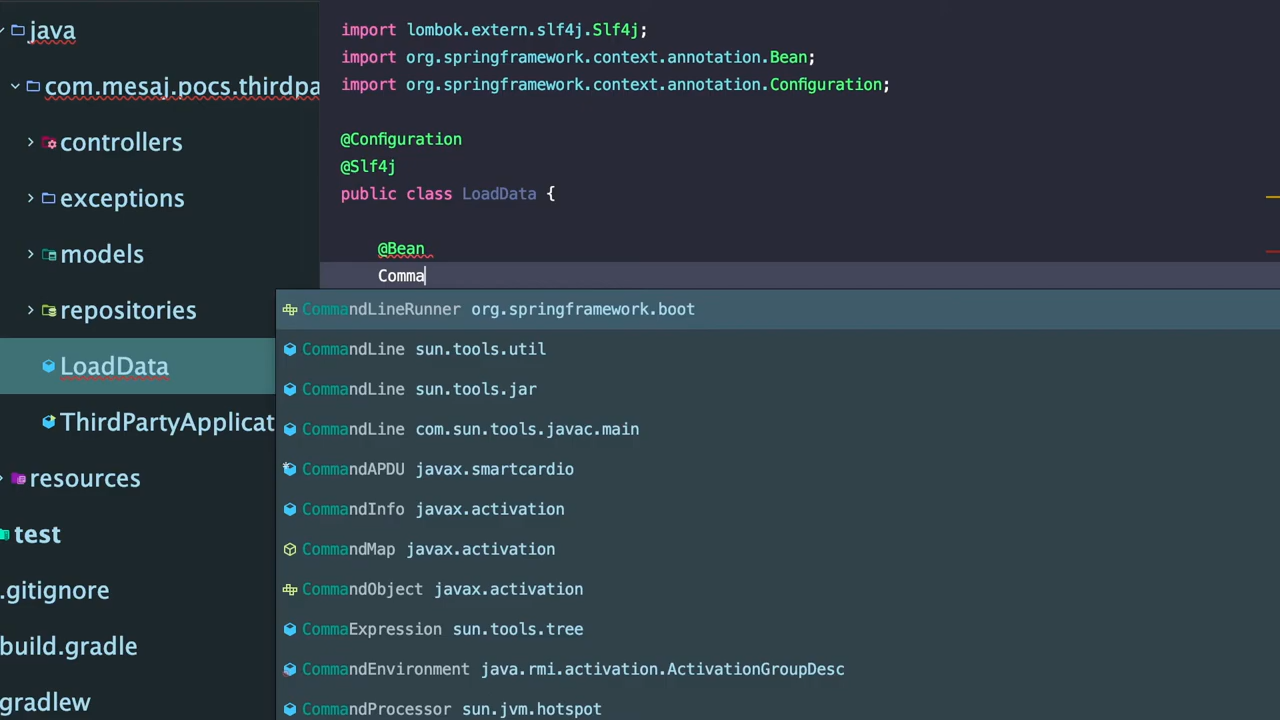 java
com.mesaj.pocs.thirdpa
controllers
exceptions
models
repositories
LoadData
ThirdPartyApplicat
resources
test
.gitignore
build.gradle
gradlew
import lombok.extern.slf4j.Slf4j;
import org.springframework.context.annotation.Bean;
import org.springframework.context.annotation.Configuration;
@Configuration
@Slf4j
public class LoadData {
@Bean
Comma
CommandLineRunner org.springframework.boot
CommandLine sun.tools.util
CommandLine sun.tools.jar
CommandLine com.sun.tools.javac.main
CommandAPDU javax.smartcardio
CommandInfo javax.activation
CommandMap javax.activation
CommandObject javax.activation
CommaExpression sun.tools.tree
CommandEnvironment java.rmi.activation.ActivationGroupDesc
CommandProcessor sun.jvm.hotspot